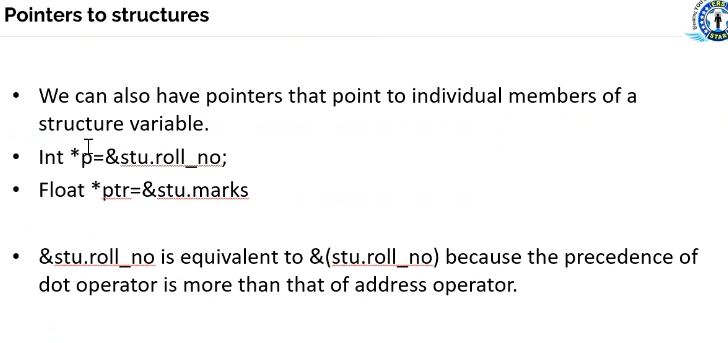 Pointers to structures
• We can also have pointers that point to individual members of a
structure variable.
• Int *p=&stu.roll_no;
• Float *ptr=&stu.marks
• &stu.roll_no is equivalent to &(stu.roll_no) because the precedence of
dot operator is more than that of address operator.